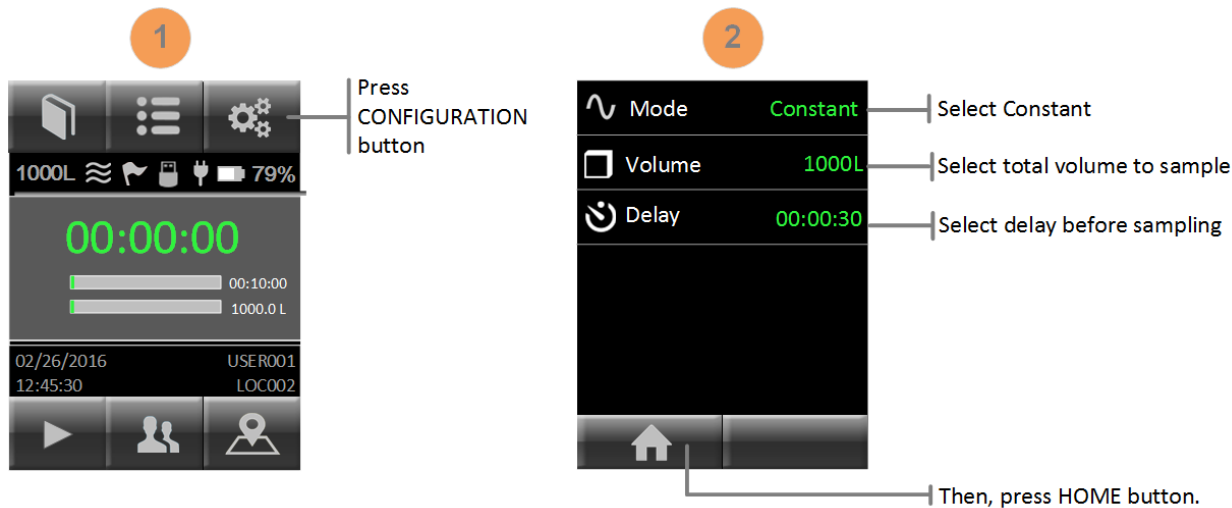 1
Press
CONFIGURATION
button
1000L 79%
00:00:00
00:10:00
1000.0 L
02/26/2016 USER001
12:45:30 LOC002
2
Mode Constant
Select Constant
Volume 1000L
Select total volume to sample
Delay 00:00:30
Select delay before sampling
Then, press HOME button.